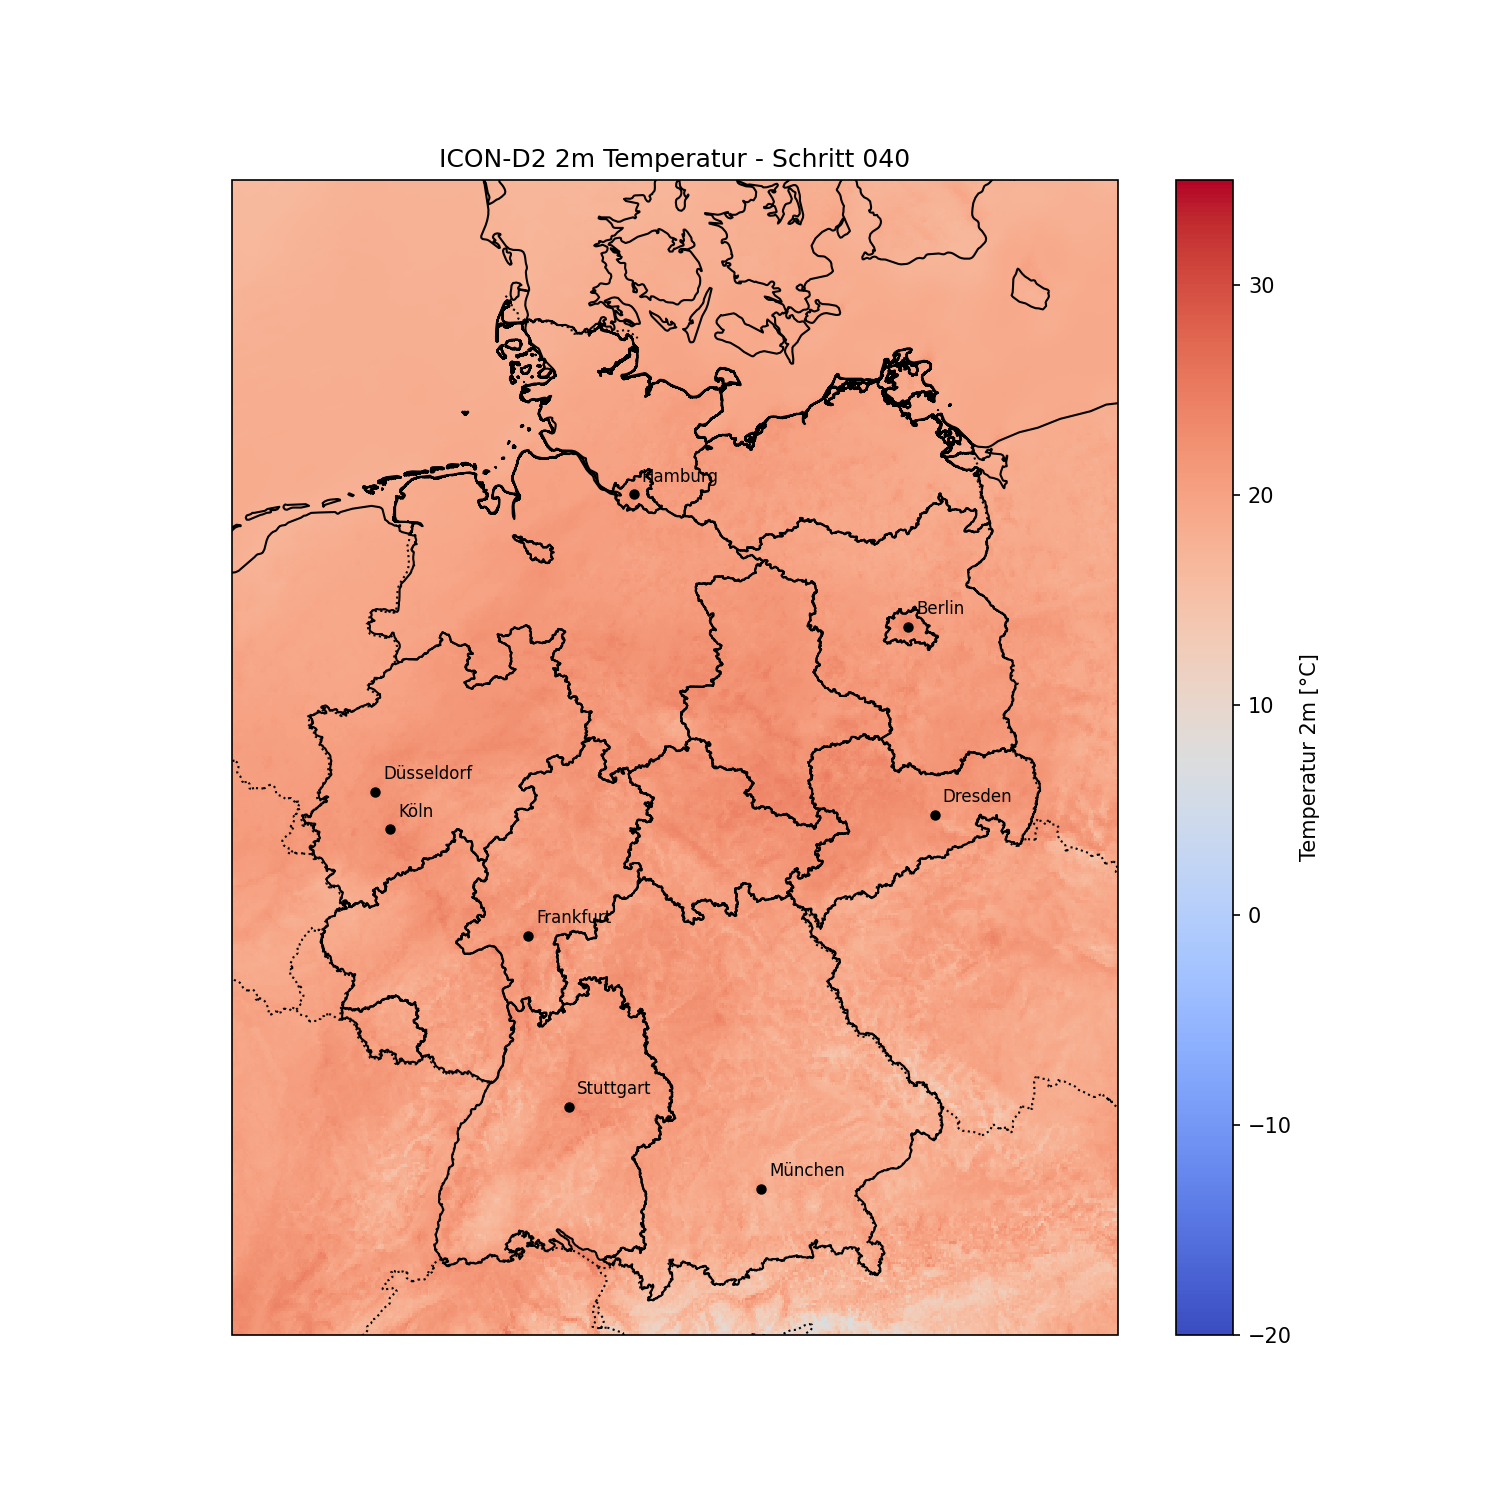 ICON-D2 2m Temperatur - Schritt 040
Hamburg
Berlin
Düsseldorf
Köln
Dresden
Frankfurt
Stuttgart
München
30
20
10
0
−10
−20
Temperatur 2m [°C]